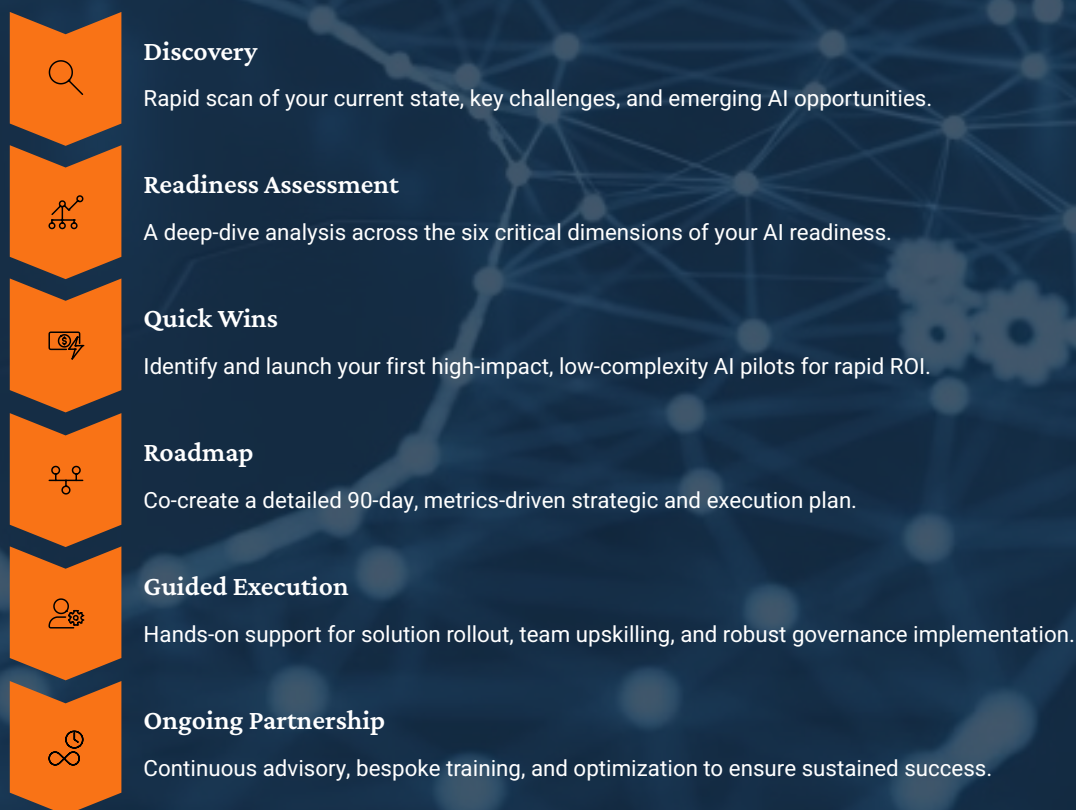 Discovery
Rapid scan of your current state, key challenges, and emerging AI opportunities.
Readiness Assessment
A deep-dive analysis across the six critical dimensions of your AI readiness.
Quick Wins
Identify and launch your first high-impact, low-complexity AI pilots for rapid ROI.
Roadmap
Co-create a detailed 90-day, metrics-driven strategic and execution plan.
Guided Execution
Hands-on support for solution rollout, team upskilling, and robust governance implementation.
Ongoing Partnership
Continuous advisory, bespoke training, and optimization to ensure sustained success.